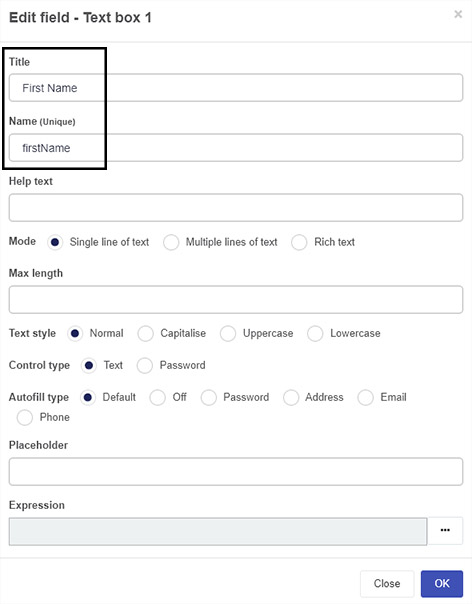 Edit field - Text box 1 ×
Title
First Name
Name (Unique)
firstName
Help text
Mode Single line of text Multiple lines of text Rich text
Max length
Text style Normal Capitalise Uppercase Lowercase
Control type Text Password
Autofill type Default Off Password Address Email
Phone
Placeholder
Expression
...
Close OK